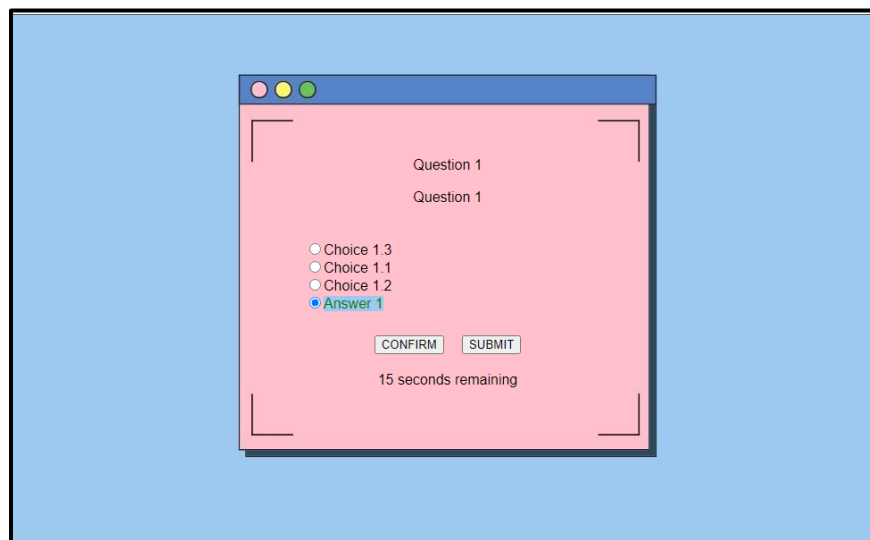 Question 1
Question 1
Choice 1.3
Choice 1.1
Choice 1.2
Answer 1
CONFIRM SUBMIT
15 seconds remaining